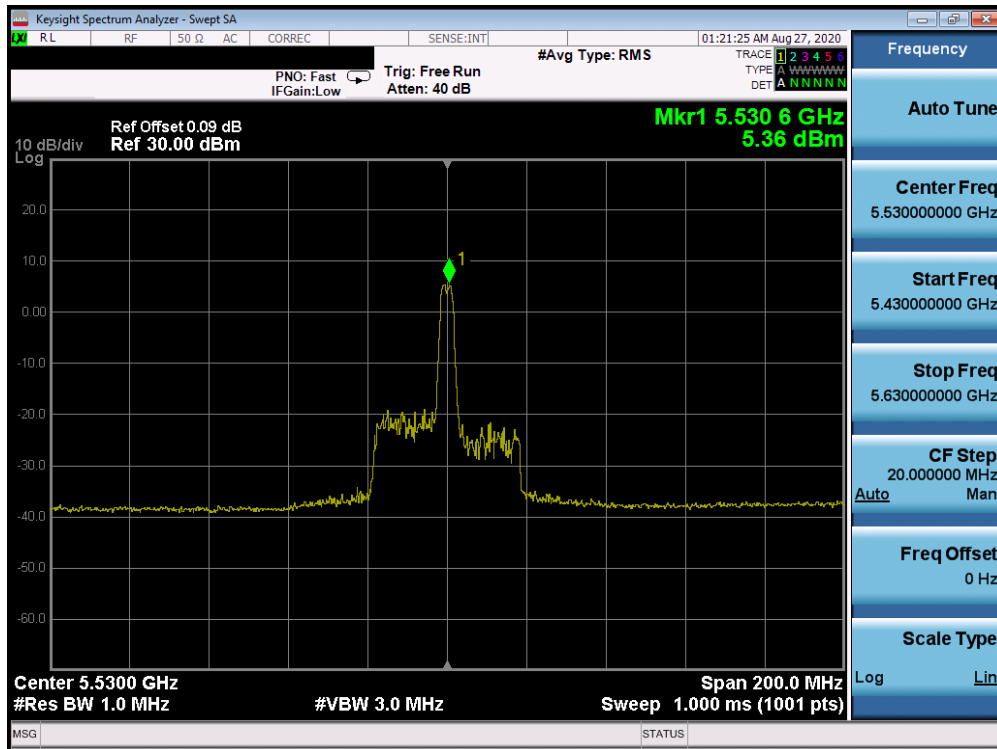 Keysight Spectrum Analyzer - Swept SA
LXI RL RF 50 Ω AC CORREC SENSE:INT 01:21:25 AM Aug 27, 2020
#Avg Type: RMS
TRACE 1 2 3 4 5 6
PNO: Fast Trig: Free Run TYPE A WWWWW
IFGain:Low Atten: 40 dB DET A N N N N N
Mkr1 5.530 6 GHz
5.36 dBm
Ref Offset 0.09 dB
10 dB/div Ref 30.00 dBm
Log
20.0
1
10.0
0.00
-10.0
-20.0
-30.0
-40.0
-50.0
-60.0
Center 5.5300 GHz Span 200.0 MHz
#Res BW 1.0 MHz #VBW 3.0 MHz Sweep 1.000 ms (1001 pts)
MSG STATUS
Frequency
Auto Tune
Center Freq
5.530000000 GHz
Start Freq
5.430000000 GHz
Stop Freq
5.630000000 GHz
CF Step
20.000000 MHz
Auto Man
Freq Offset
0 Hz
Scale Type
Log Lin